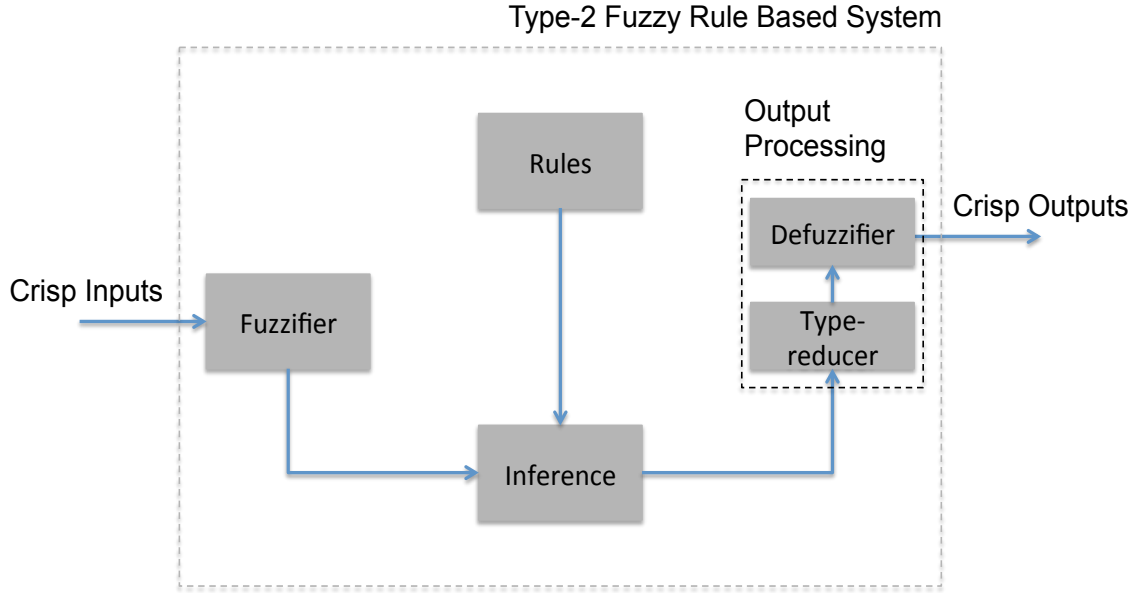 Type-2 Fuzzy Rule Based System
Output
Processing
Rules
Defuzzifier
Crisp Outputs
Crisp Inputs
Fuzzifier
Type-
reducer
Inference